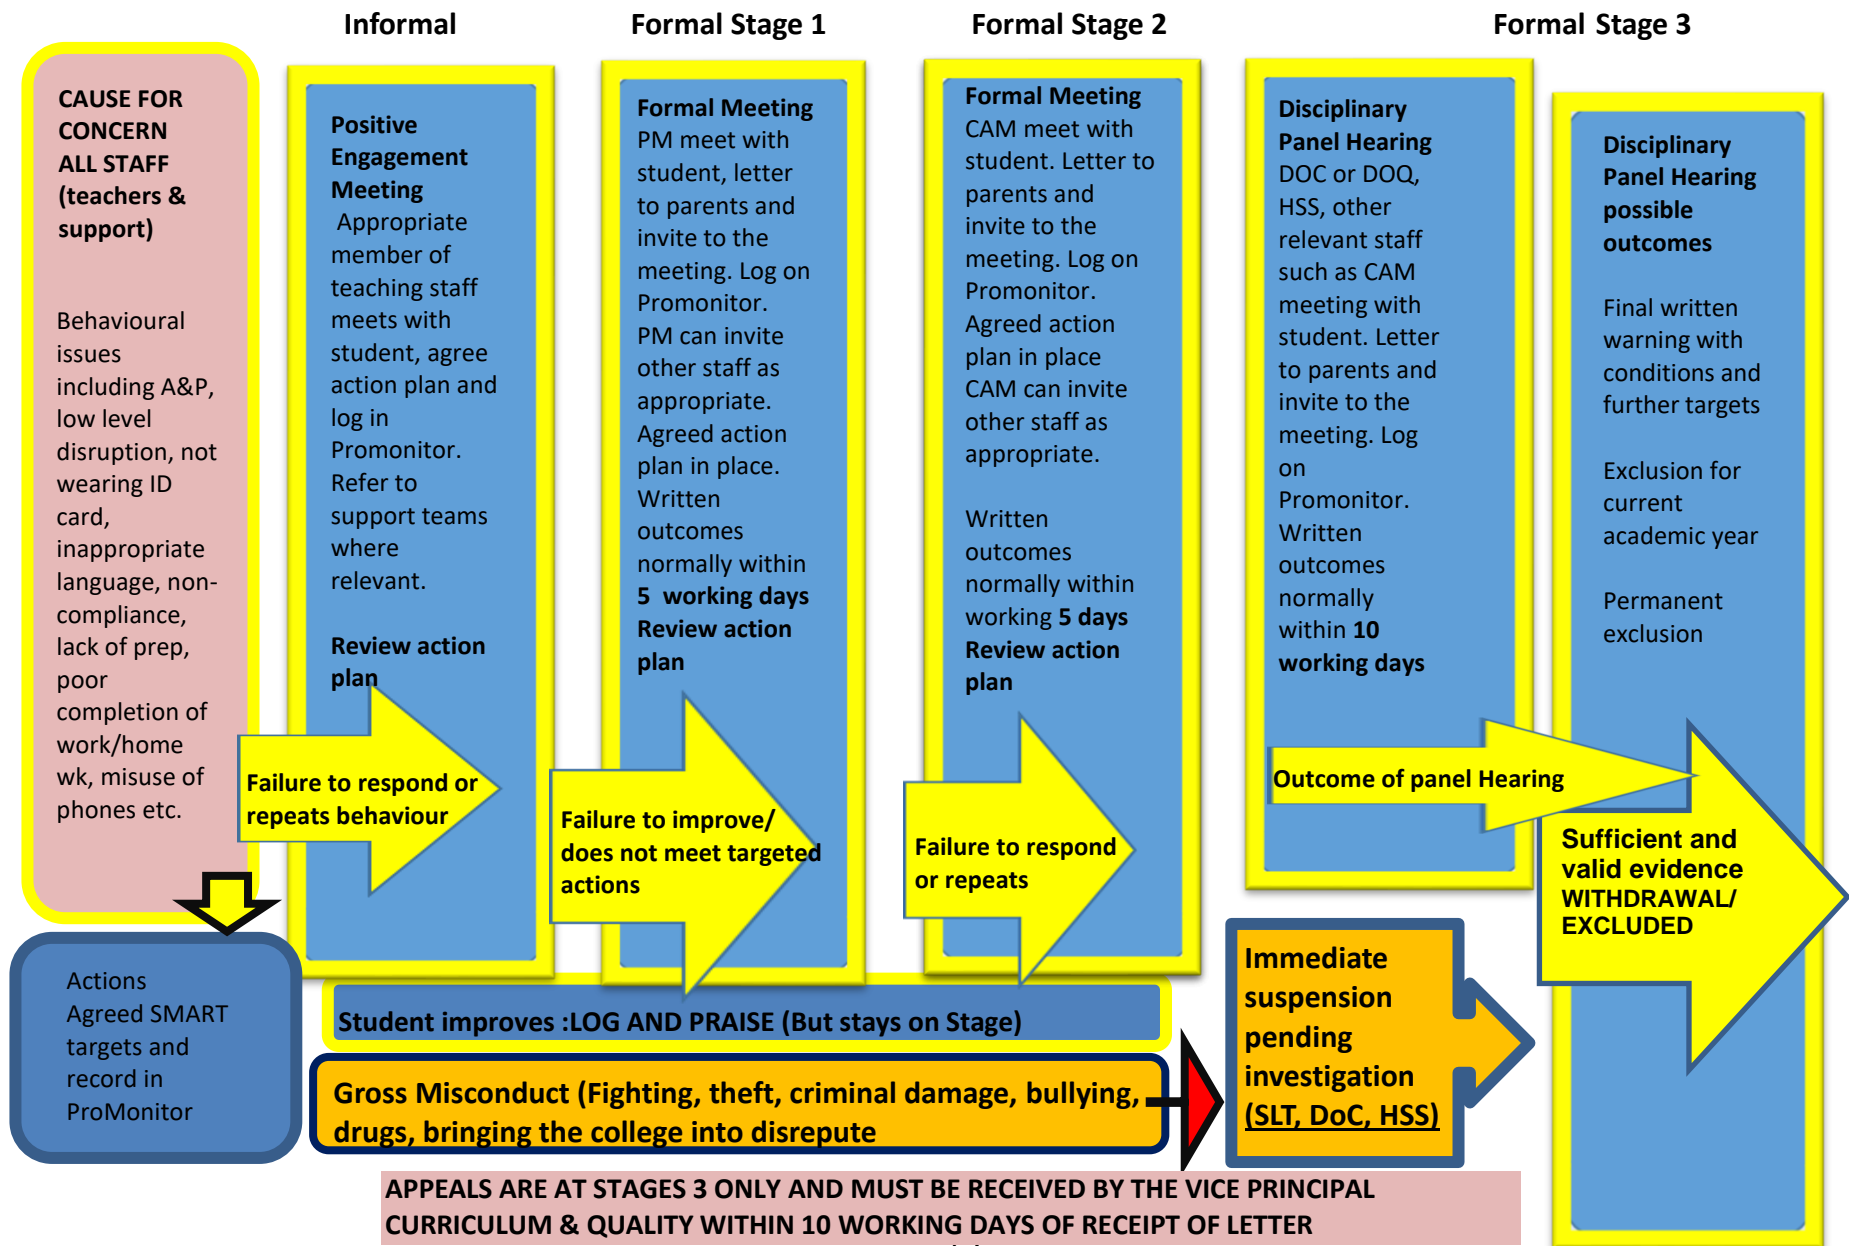 Informal
Formal Stage 1
Formal Stage 2
Formal Stage 3
CAUSE FOR
CONCERN
ALL STAFF
(teachers &
support)
Behavioural
issues
including A&P,
low level
disruption, not
wearing ID
card,
inappropriate
language, non-
compliance,
lack of prep,
poor
completion of
work/home
wk, misuse of
phones etc.
Actions
Agreed SMART
targets and
record in
ProMonitor
Positive
Engagement
Meeting
Appropriate
member of
teaching staff
meets with
student, agree
action plan and
log in
Promonitor.
Refer to
support teams
where
relevant.
Review action
plan
Failure to respond or
repeats behaviour
Formal Meeting
PM meet with
student, letter
to parents and
invite to the
meeting. Log on
Promonitor.
PM can invite
other staff as
appropriate.
Agreed action
plan in place.
Written
outcomes
normally within
5 working days
Review action
plan
Failure to improve/
does not meet targeted
actions
Formal Meeting
CAM meet with
student. Letter to
parents and
invite to the
meeting. Log on
Promonitor.
Agreed action
plan in place
CAM can invite
other staff as
appropriate.
Written
outcomes
normally within
working 5 days
Review action
plan
Failure to respond
or repeats
Disciplinary
Panel Hearing
DOC or DOQ,
HSS, other
relevant staff
such as CAM
meeting with
student. Letter
to parents and
invite to the
meeting. Log
on
Promonitor.
Written
outcomes
normally
within 10
working days
Outcome of panel Hearing
Disciplinary
Panel Hearing
possible
outcomes
Final written
warning with
conditions and
further targets
Exclusion for
current
academic year
Permanent
exclusion
Sufficient and
valid evidence
WITHDRAWAL/
EXCLUDED
Student improves :LOG AND PRAISE (But stays on Stage)
Gross Misconduct (Fighting, theft, criminal damage, bullying,
drugs, bringing the college into disrepute
Immediate
suspension
pending
investigation
(SLT, DoC, HSS)
APPEALS ARE AT STAGES 3 ONLY AND MUST BE RECEIVED BY THE VICE PRINCIPAL
CURRICULUM & QUALITY WITHIN 10 WORKING DAYS OF RECEIPT OF LETTER